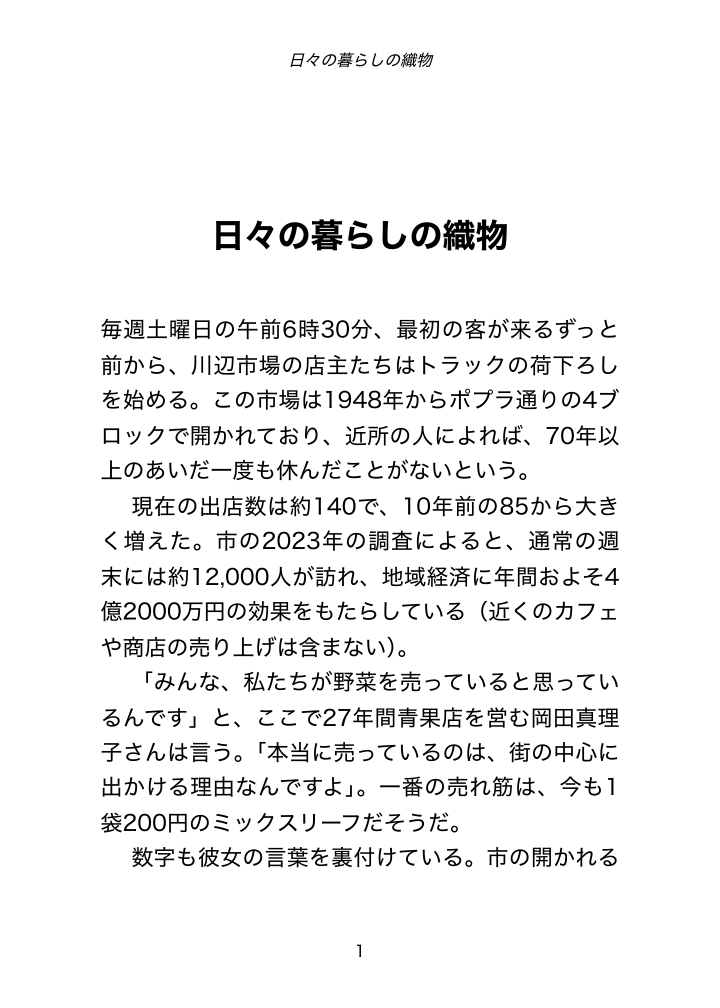 日々の暮らしの織物
日々の暮らしの織物
毎週土曜日の午前6時30分、最初の客が来るずっと
前から、川辺市場の店主たちはトラックの荷下ろし
を始める。この市場は1948年からポプラ通りの4ブ
ロックで開かれており、近所の人によれば、70年以
上のあいだ一度も休んだことがないという。
現在の出店数は約140で、10年前の85から大き
く増えた。市の2023年の調査によると、通常の週
末には約12,000人が訪れ、地域経済に年間およそ4
億2000万円の効果をもたらしている（近くのカフェ
や商店の売り上げは含まない）。
「みんな、私たちが野菜を売っていると思ってい
るんです」と、ここで27年間青果店を営む岡田真理
子さんは言う。「本当に売っているのは、街の中心に
出かける理由なんですよ」。一番の売れ筋は、今も1
袋200円のミックスリーフだそうだ。
数字も彼女の言葉を裏付けている。市の開かれる
1